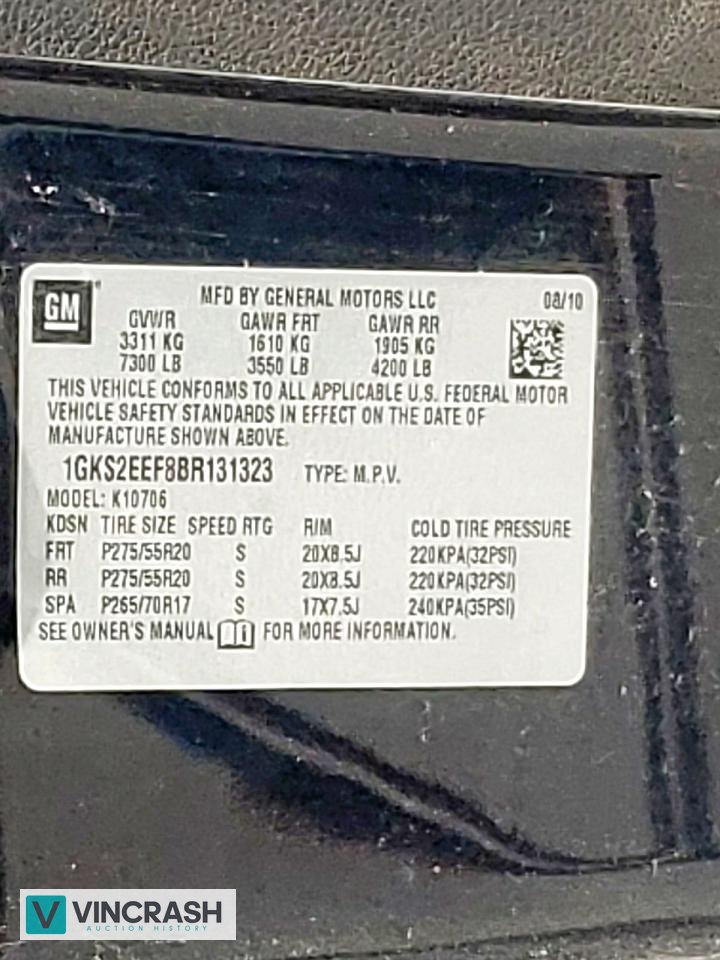 GM
MFD BY GENERAL MOTORS LLC 08/10
GVWR GAWR FRT GAWR RR
3311 KG 1610 KG 1905 KG
7300 LB 3550 LB 4200 LB
THIS VEHICLE CONFORMS TO ALL APPLICABLE U.S. FEDERAL MOTOR
VEHICLE SAFETY STANDARDS IN EFFECT ON THE DATE OF
MANUFACTURE SHOWN ABOVE.
1GKS2EEF8BR131323 TYPE: M.P.V.
MODEL: K10706
KDSN TIRE SIZE SPEED RTG RIM COLD TIRE PRESSURE
FRT P275/55R20 S 20X8.5J 220KPA(32PSI)
RR P275/55R20 S 20X8.5J 220KPA(32PSI)
SPA P265/70R17 S 17X7.5J 240KPA(35PSI)
SEE OWNER'S MANUAL FOR MORE INFORMATION.
V VINCRASH
AUCTION HISTORY